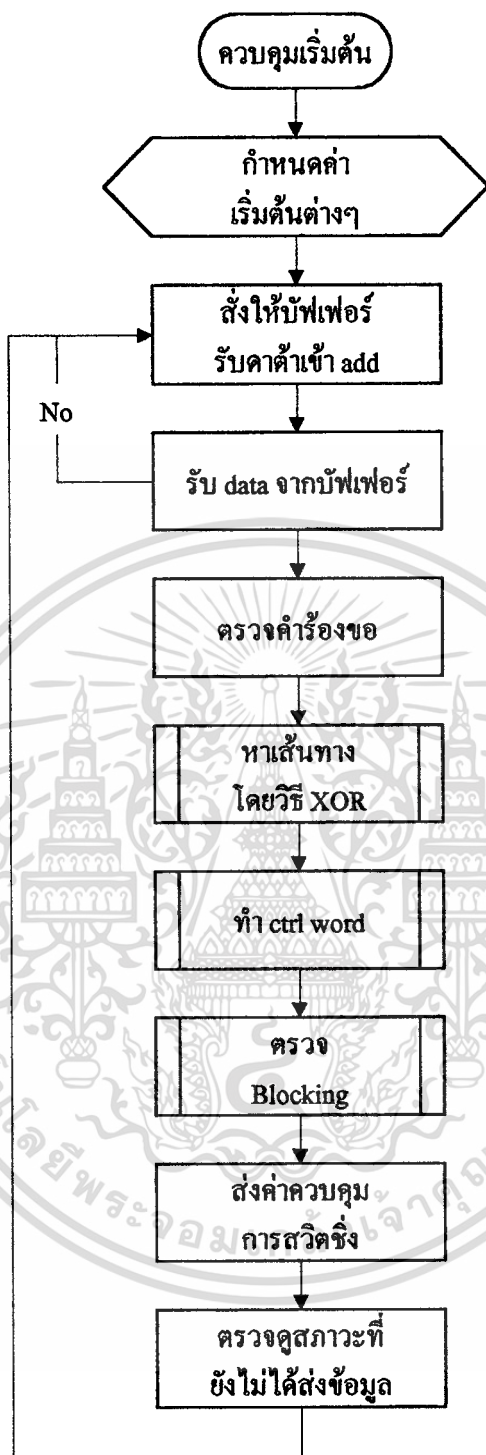 ควบคุมเริ่มต้น
กำหนดค่า
เริ่มต้นต่างๆ
สั่งให้บัฟเฟอร์
รับดาต้าเข้า add
No
รับ data จากบัฟเฟอร์
ตรวจคำร้องขอ
หาเส้นทาง
โดยวิธี XOR
ทำ ctrl word
ตรวจ
Blocking
ส่งค่าควบคุม
การสวิตชิ่ง
ตรวจดูสภาวะที่
ยังไม่ได้ส่งข้อมูล